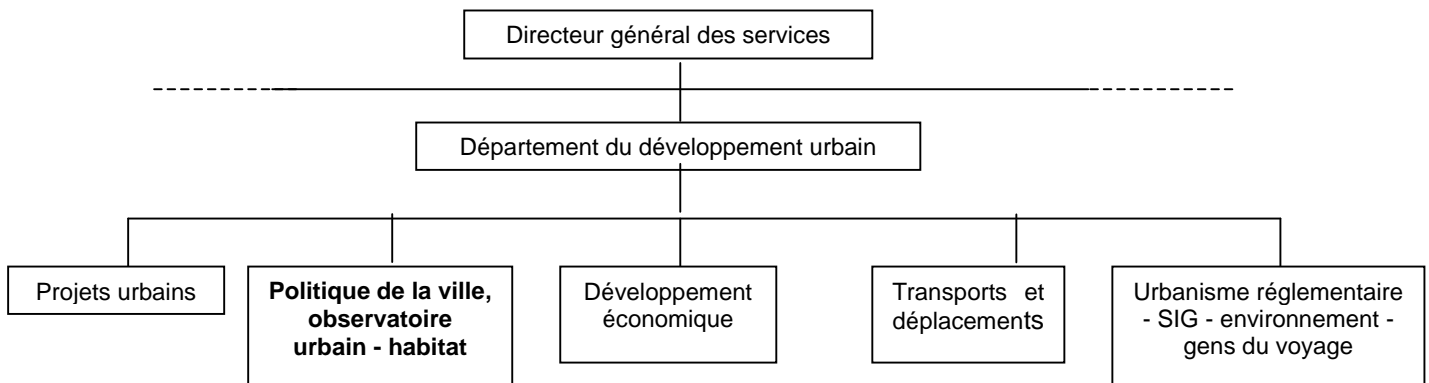 Directeur général des services
Département du développement urbain
Projets urbains
Politique de la ville,
observatoire
urbain - habitat
Développement
économique
Transports et
déplacements
Urbanisme réglementaire
- SIG - environnement -
gens du voyage